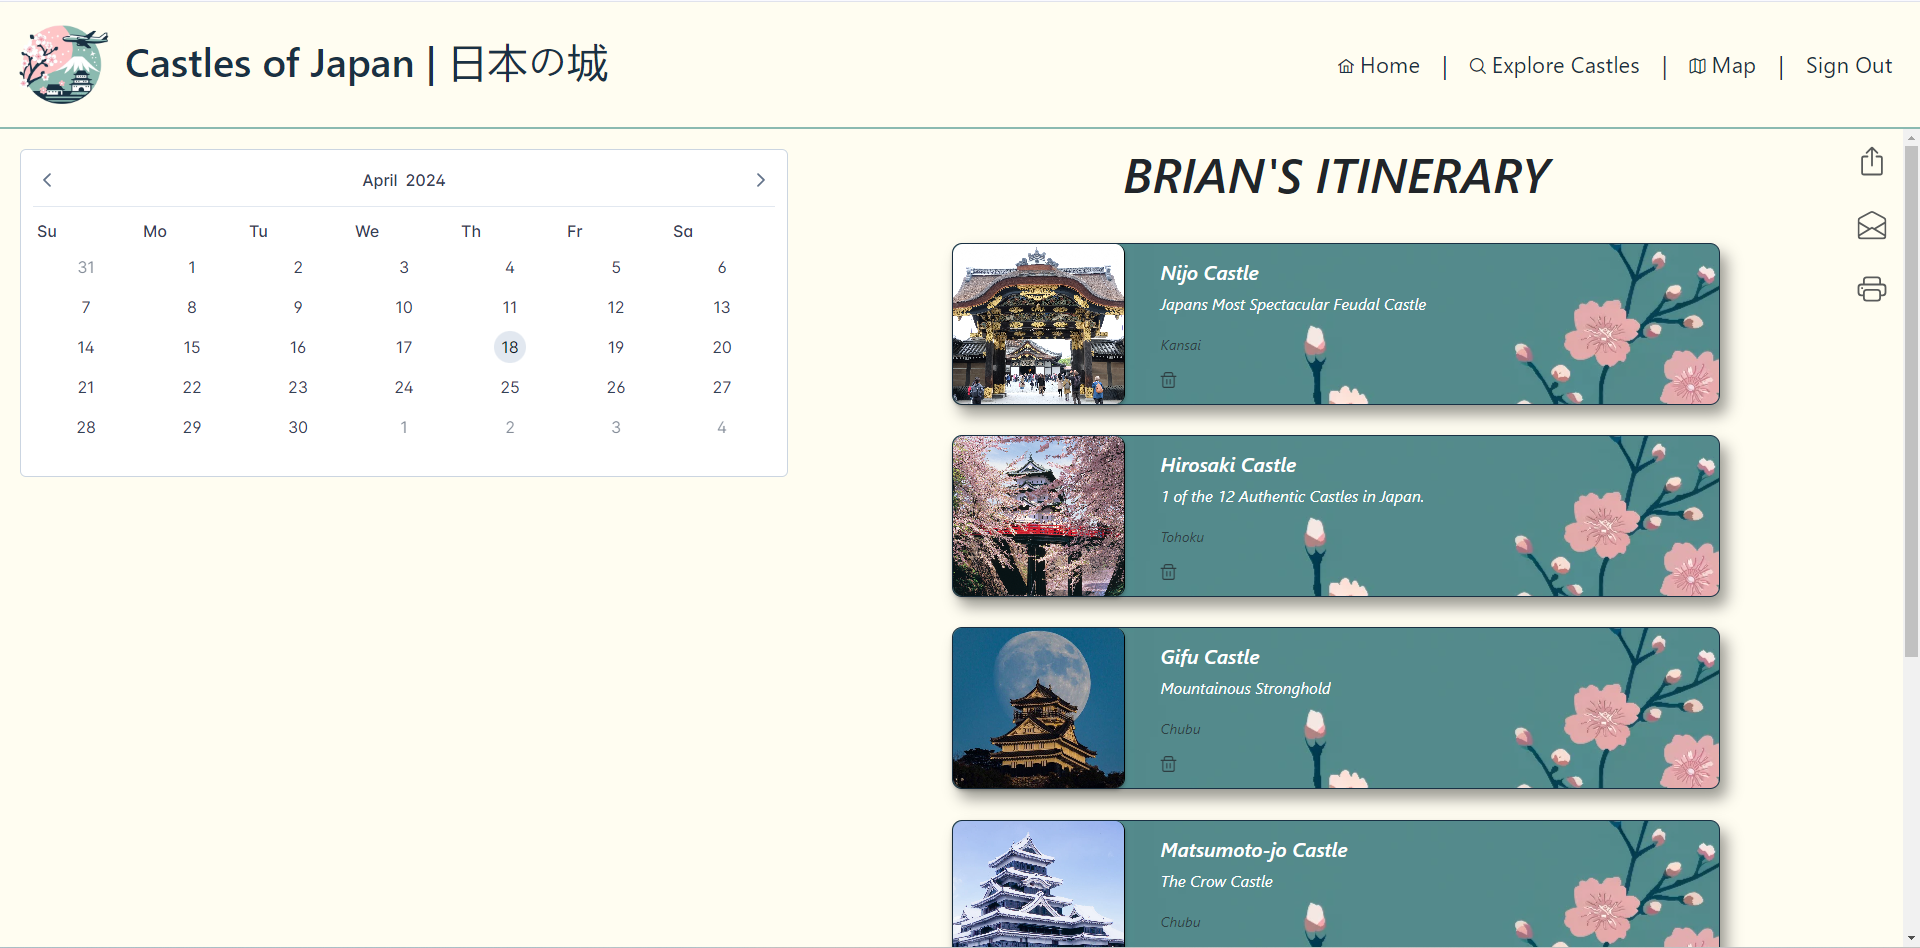 Castles of Japan | 日本の城
Home | Explore Castles | Map | Sign Out
April 2024
Su Mo Tu We Th Fr Sa
31 1 2 3 4 5 6
7 8 9 10 11 12 13
14 15 16 17 18 19 20
21 22 23 24 25 26 27
28 29 30 1 2 3 4
BRIAN'S ITINERARY
Nijo Castle
Japans Most Spectacular Feudal Castle
Kansai
Hirosaki Castle
1 of the 12 Authentic Castles in Japan.
Tohoku
Gifu Castle
Mountainous Stronghold
Chubu
Matsumoto-jo Castle
The Crow Castle
Chubu